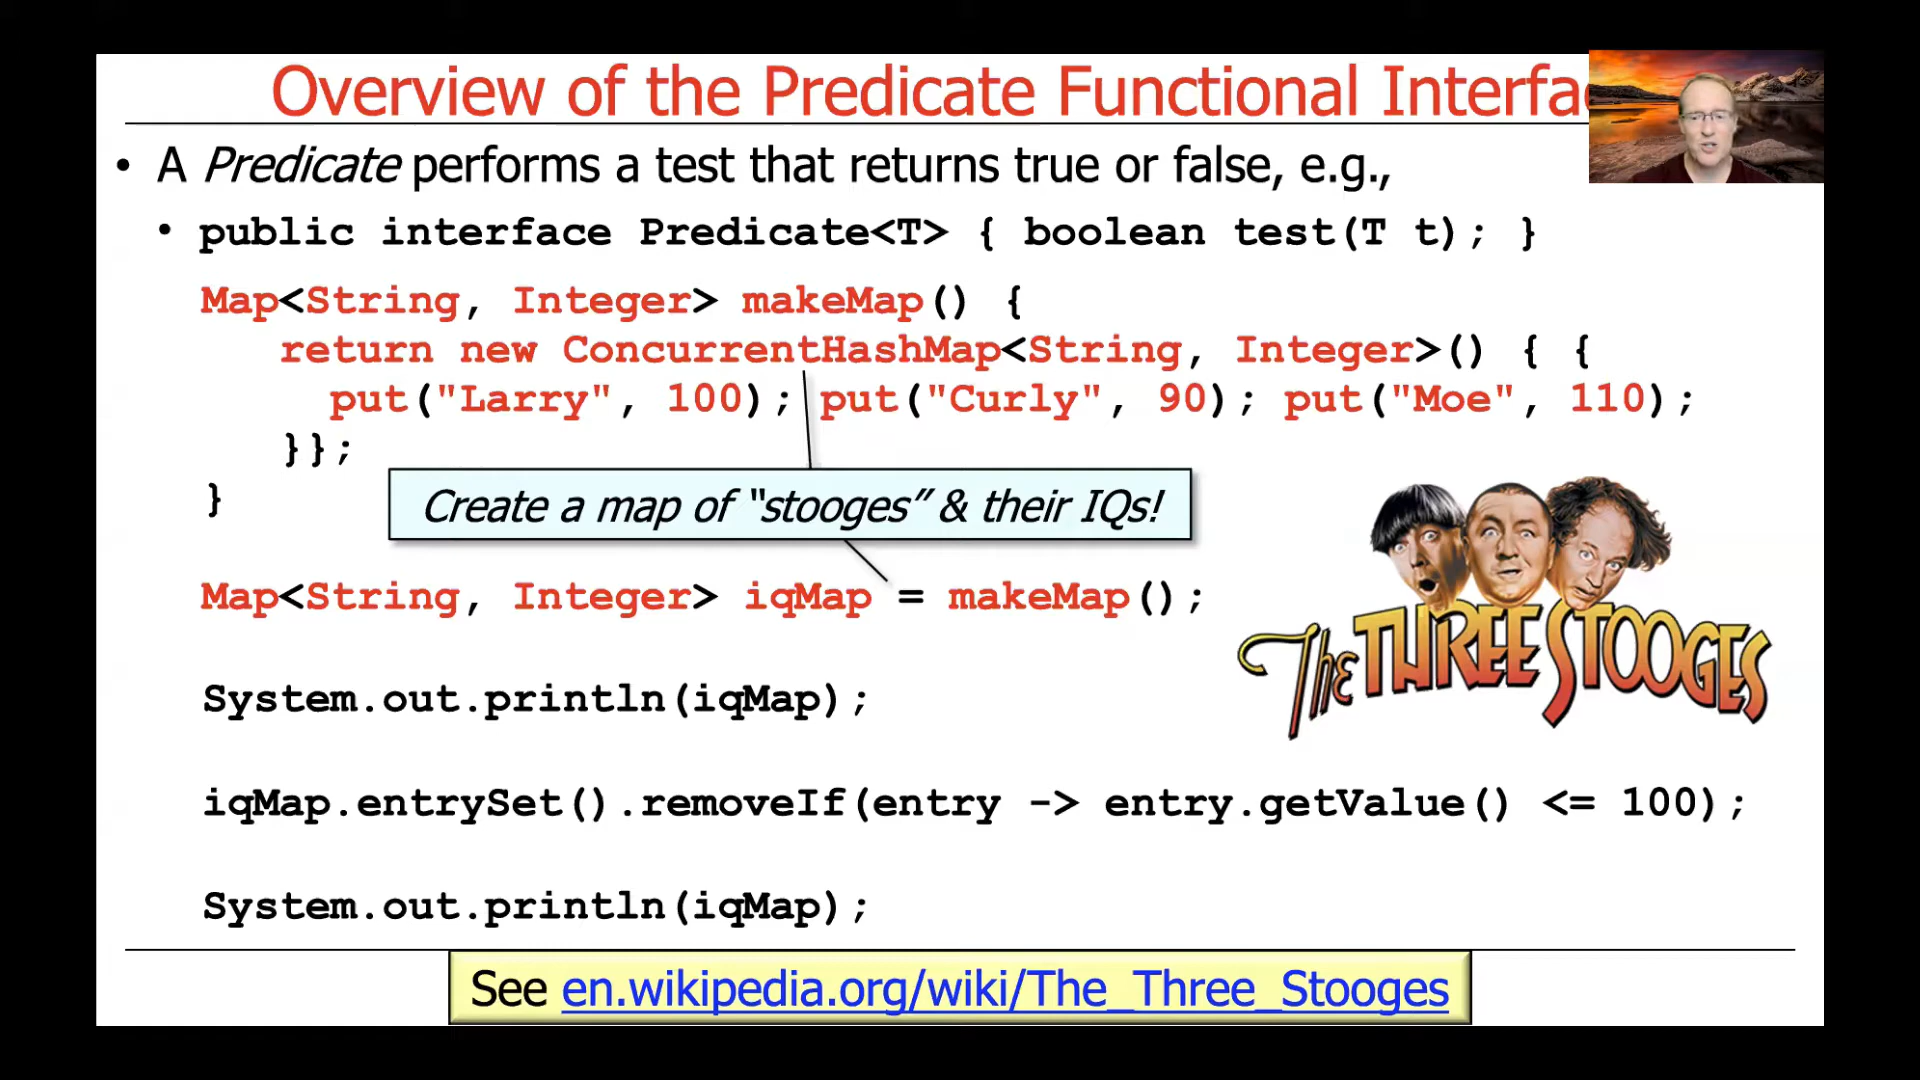 Overview of the Predicate Functional Interfa
• A Predicate performs a test that returns true or false, e.g.,
• public interface Predicate<T> { boolean test(T t); }
Map<String, Integer> makeMap() {
return new ConcurrentHashMap<String, Integer>() { {
put("Larry", 100); put("Curly", 90); put("Moe", 110);
}};
}
Create a map of “stooges” & their IQs!
Map<String, Integer> iqMap = makeMap();
The THREE STOOGES
System.out.println(iqMap);
iqMap.entrySet().removeIf(entry -> entry.getValue() <= 100);
System.out.println(iqMap);
See en.wikipedia.org/wiki/The_Three_Stooges